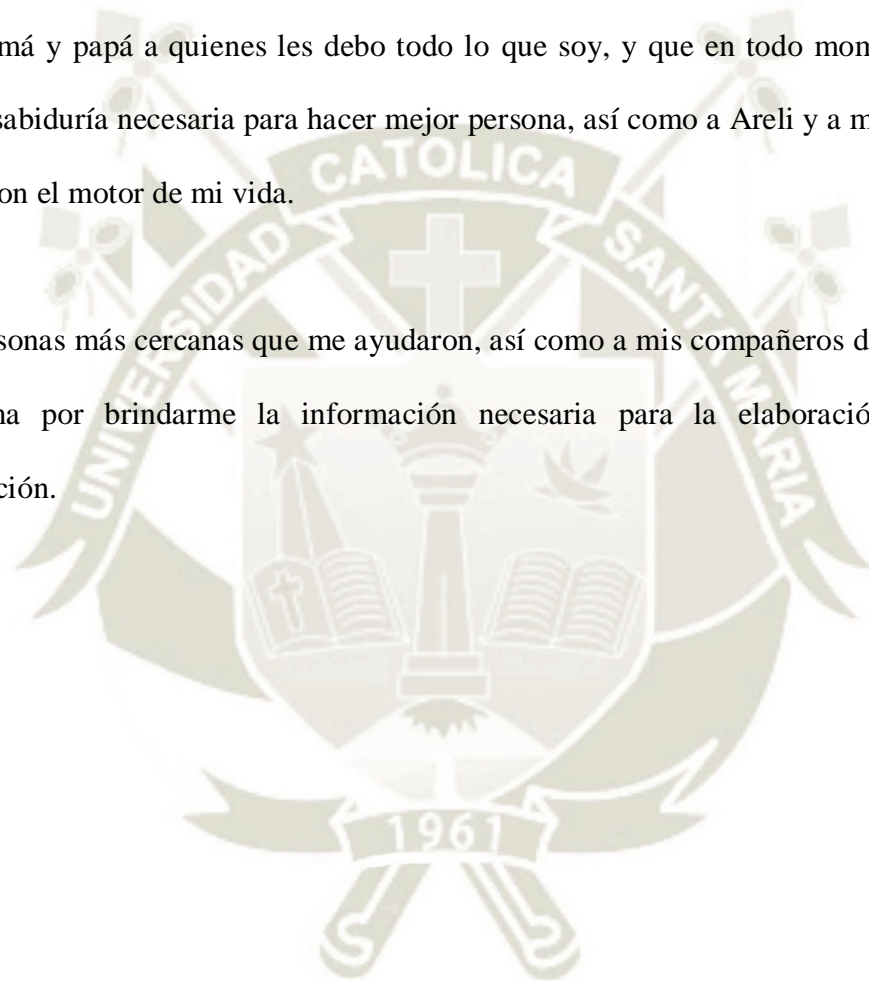 má y papá a quienes les debo todo lo que soy, y que en todo mom
sabiduría necesaria para hacer mejor persona, así como a Areli y a m
on el motor de mi vida.
sonas más cercanas que me ayudaron, así como a mis compañeros d
na por brindarme la información necesaria para la elaboració
ción.
UNIVERSIDAD CATOLICA SANTA MARIA
1961